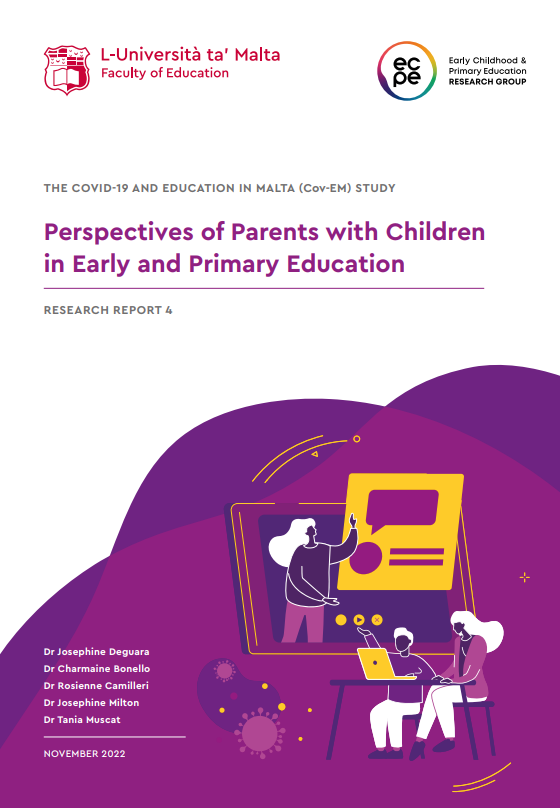 L-Università ta' Malta
Faculty of Education
ec
pe
Early Childhood &
Primary Education
RESEARCH GROUP
THE COVID-19 AND EDUCATION IN MALTA (Cov-EM) STUDY
Perspectives of Parents with Children
in Early and Primary Education
RESEARCH REPORT 4
Dr Josephine Deguara
Dr Charmaine Bonello
Dr Rosienne Camilleri
Dr Josephine Milton
Dr Tania Muscat
NOVEMBER 2022